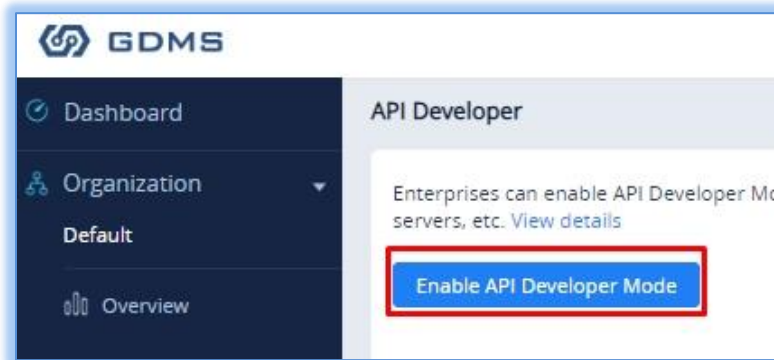 GDMS
Dashboard
Organization
Default
Overview
API Developer
Enterprises can enable API Developer
servers, etc. View details
Enable API Developer Mode